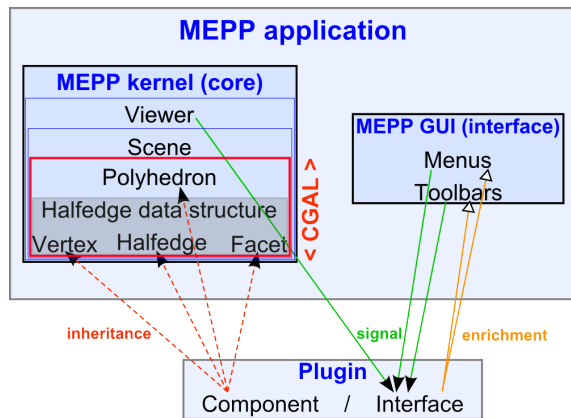 MEPP application
MEPP kernel (core)
Viewer
Scene
Polyhedron
Halfedge data structure
Vertex Halfedge Facet
< CGAL >
MEPP GUI (interface)
Menus
Toolbars
inheritance
signal
enrichment
Plugin
Component / Interface